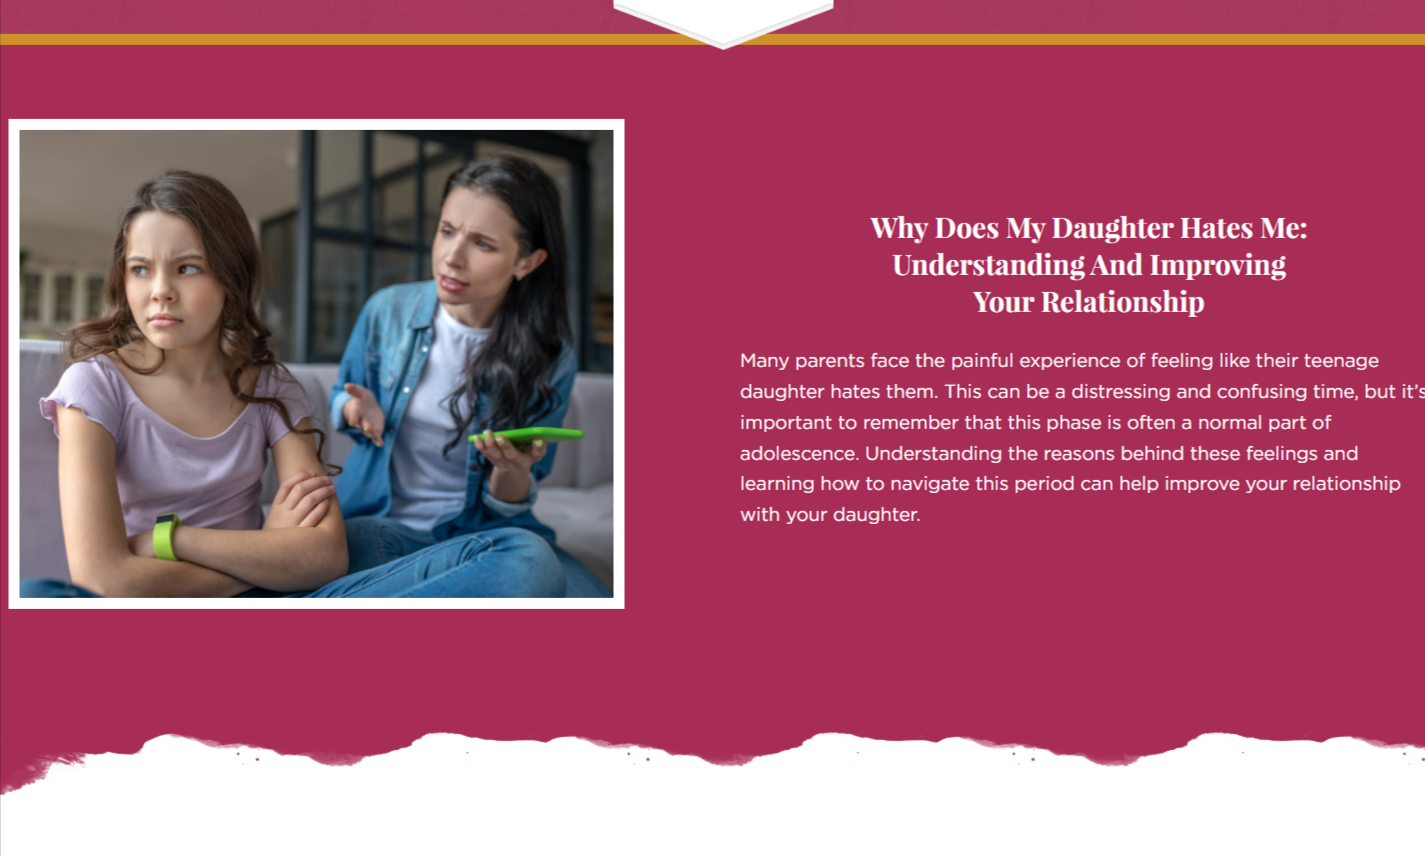 Why Does My Daughter Hates Me:
Understanding And Improving
Your Relationship
Many parents face the painful experience of feeling like their teenage
daughter hates them. This can be a distressing and confusing time, but it’s
important to remember that this phase is often a normal part of
adolescence. Understanding the reasons behind these feelings and
learning how to navigate this period can help improve your relationship
with your daughter.